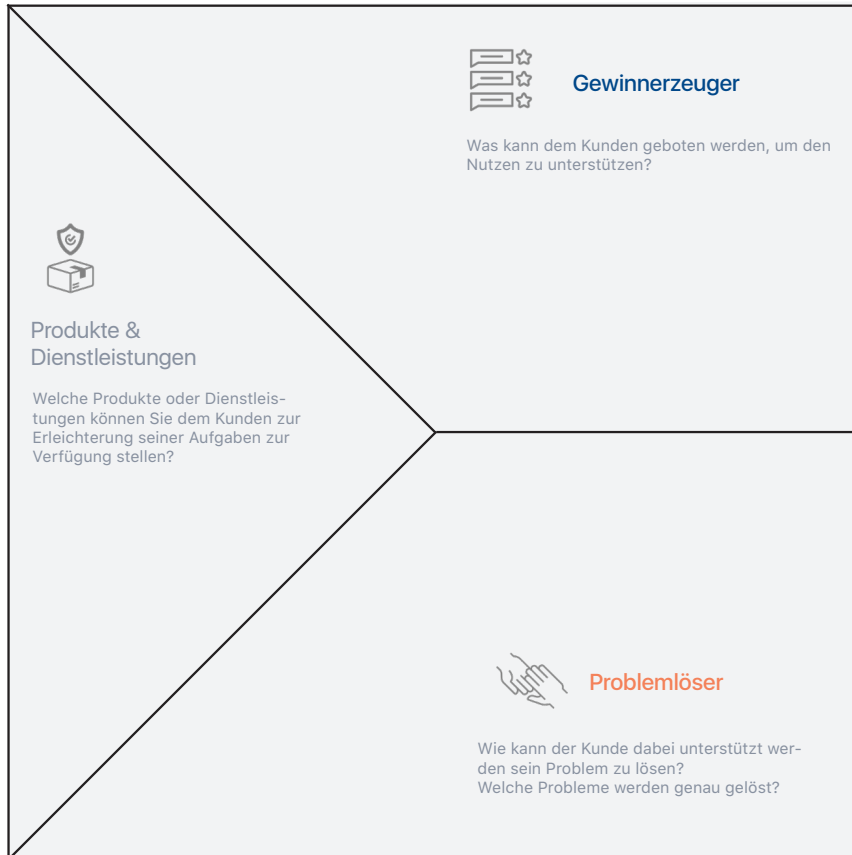 Gewinnerzeuger
Was kann dem Kunden geboten werden, um den
Nutzen zu unterstützen?
Produkte &
Dienstleistungen
Welche Produkte oder Dienstleis-
tungen können Sie dem Kunden zur
Erleichterung seiner Aufgaben zur
Verfügung stellen?
Problemlöser
Wie kann der Kunde dabei unterstützt wer-
den sein Problem zu lösen?
Welche Probleme werden genau gelöst?